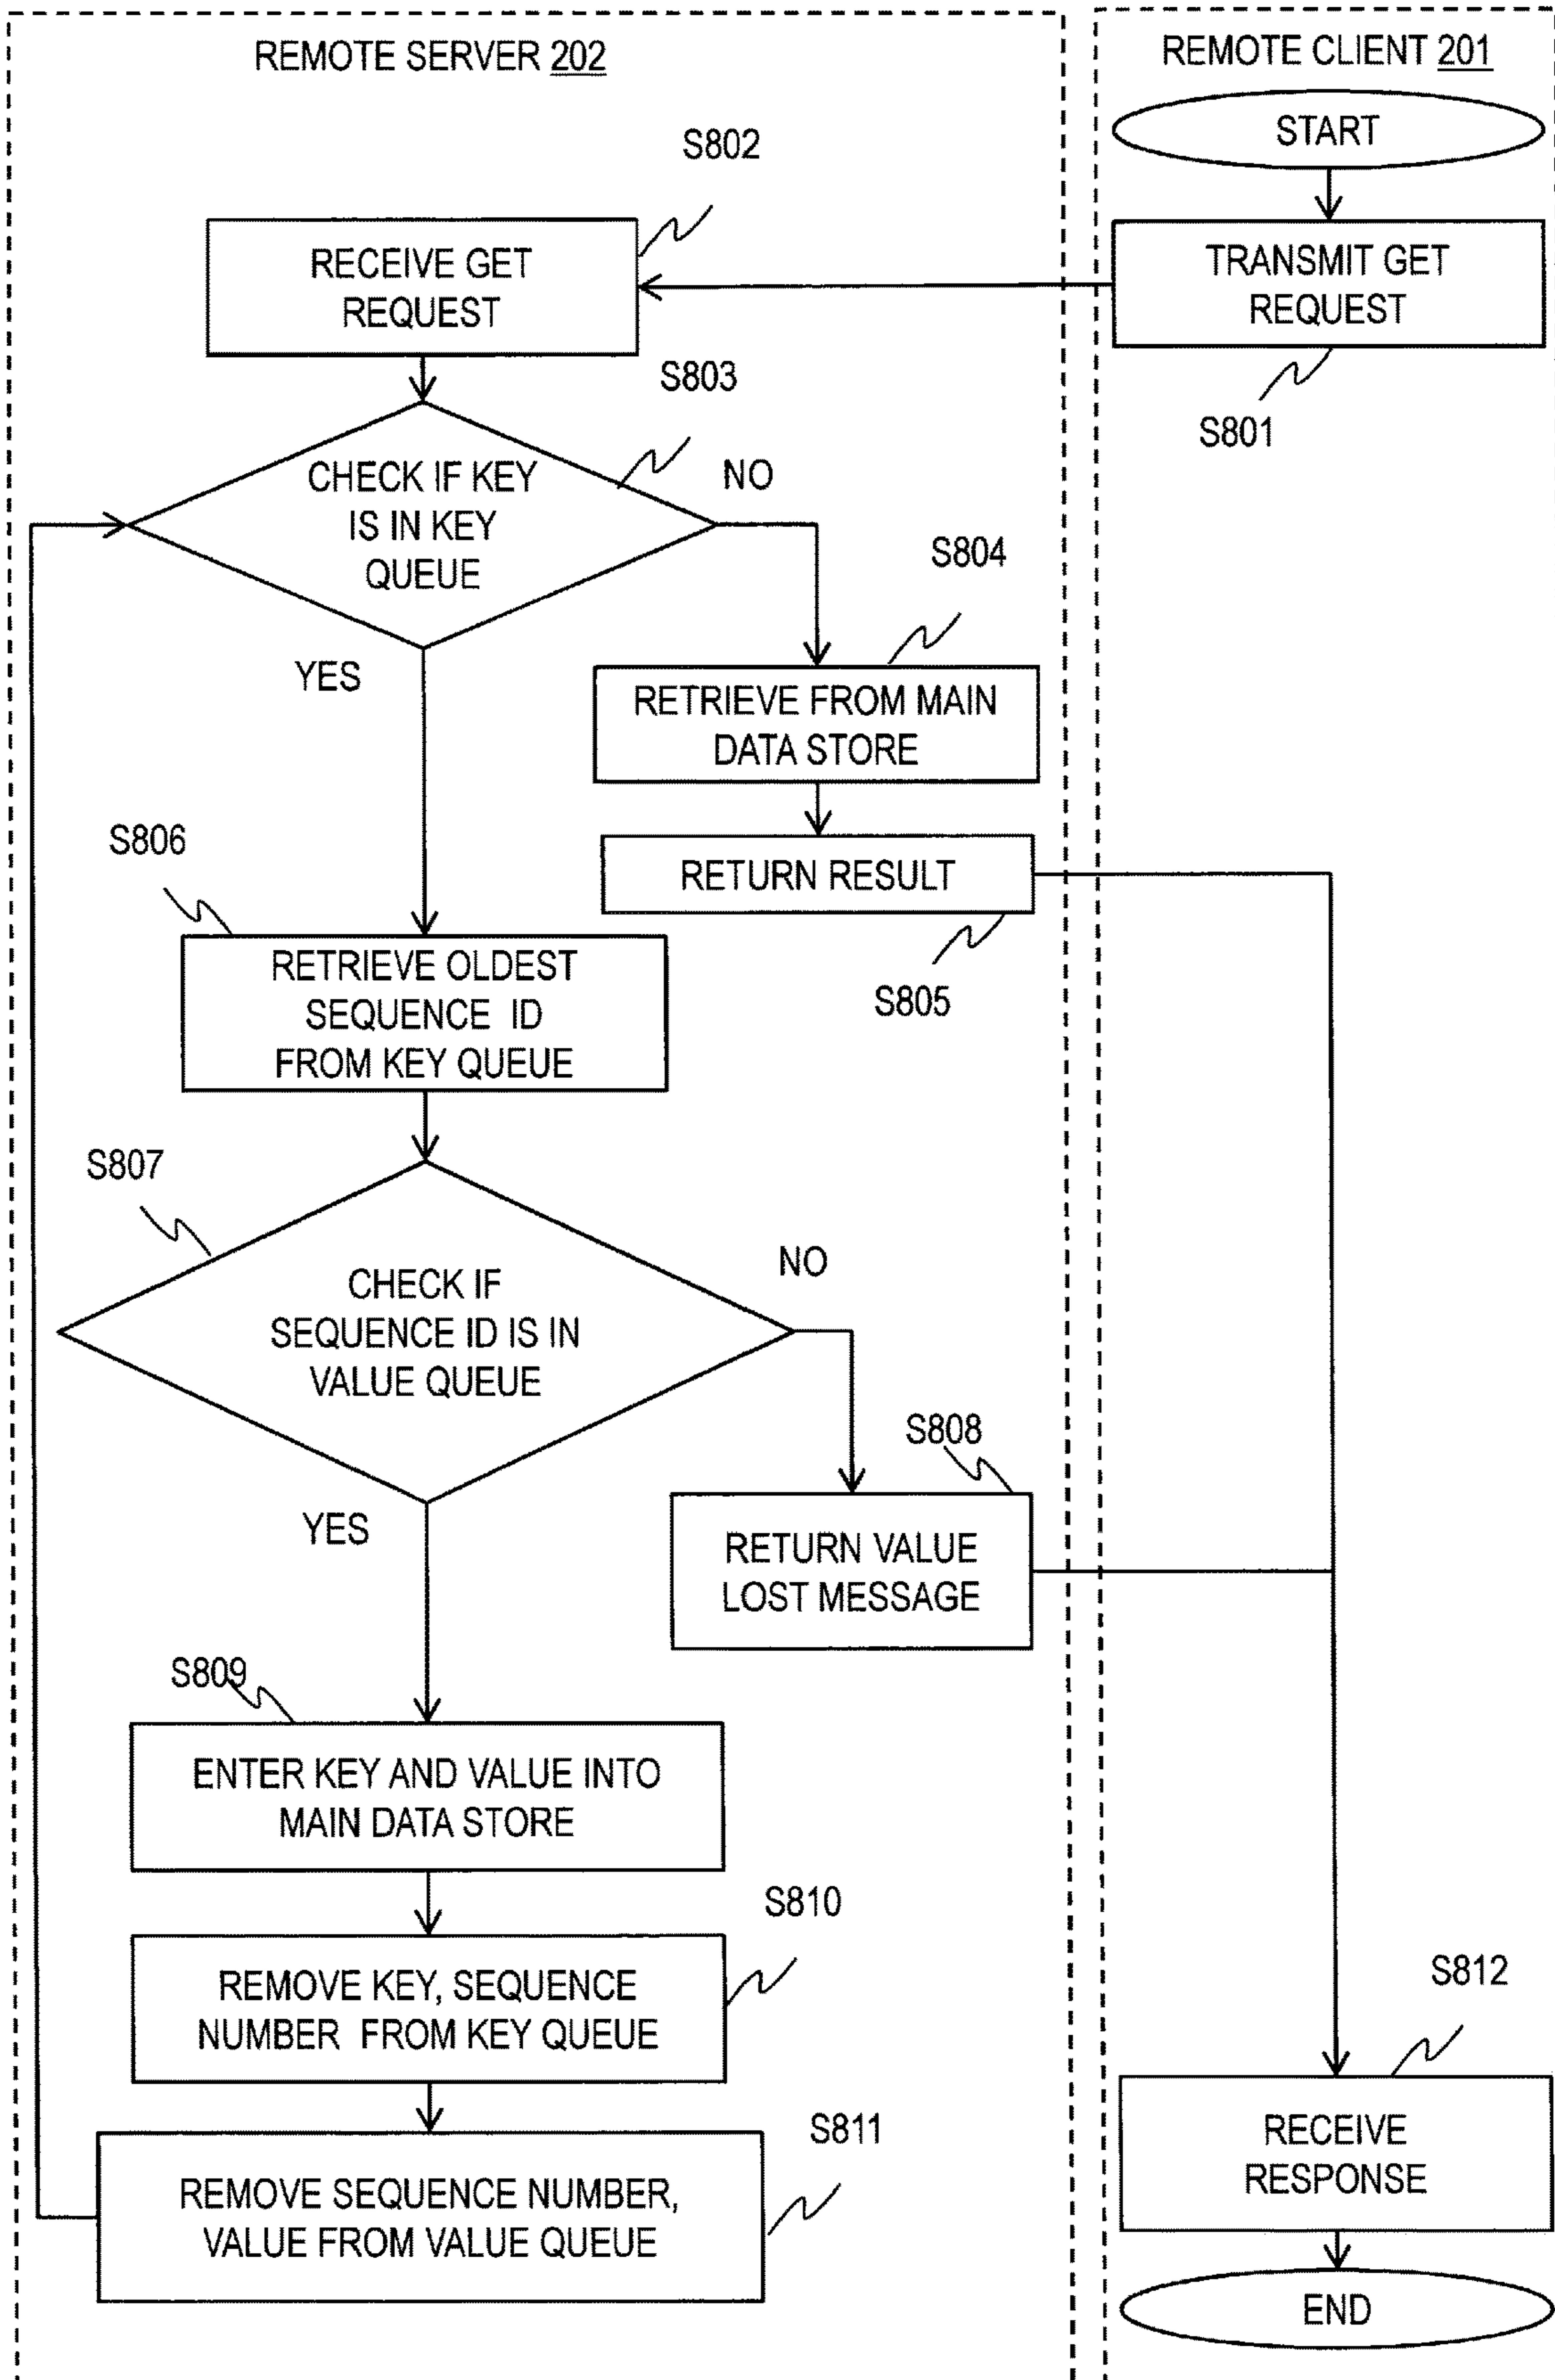 REMOTE SERVER 202
REMOTE CLIENT 201
START
S802
RECEIVE GET
REQUEST
TRANSMIT GET
REQUEST
S801
S803
CHECK IF KEY
IS IN KEY
QUEUE
NO
YES
S804
RETRIEVE FROM MAIN
DATA STORE
RETURN RESULT
S805
S806
RETRIEVE OLDEST
SEQUENCE ID
FROM KEY QUEUE
S807
CHECK IF
SEQUENCE ID IS IN
VALUE QUEUE
NO
YES
S808
RETURN VALUE
LOST MESSAGE
S809
ENTER KEY AND VALUE INTO
MAIN DATA STORE
S810
REMOVE KEY, SEQUENCE
NUMBER FROM KEY QUEUE
S811
REMOVE SEQUENCE NUMBER,
VALUE FROM VALUE QUEUE
S812
RECEIVE
RESPONSE
END